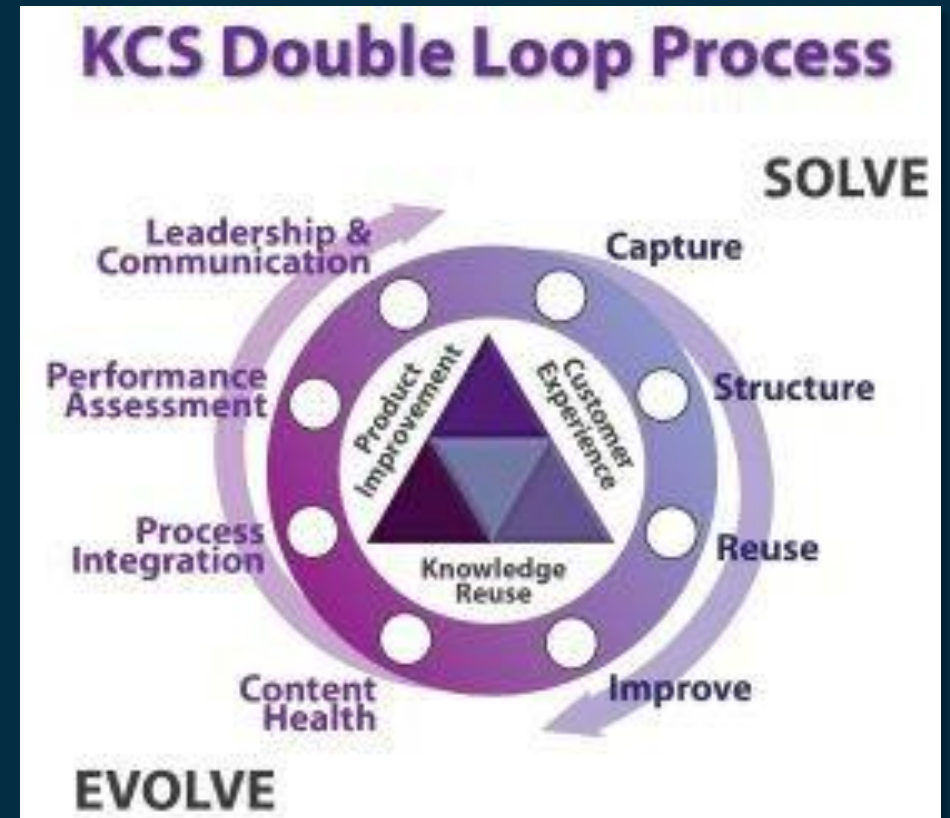 KCS Double Loop Process
SOLVE
Leadership &
Communication
Capture
Performance
Assessment
Structure
Product
Improvement
Customer
Experience
Process
Integration
Reuse
Knowledge
Reuse
Content
Health
Improve
EVOLVE